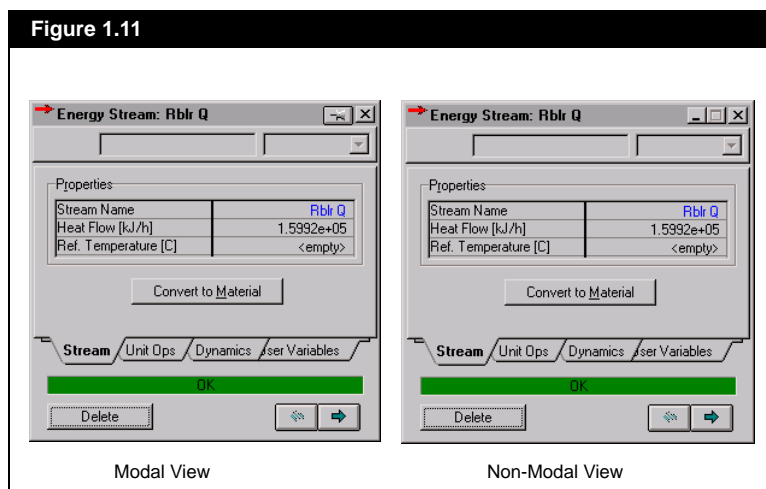 Figure 1.11
Energy Stream: Rblr Q
Properties
Stream Name Rblr Q
Heat Flow [kJ/h] 1.5992e+05
Ref. Temperature [C] <empty>
Convert to Material
Stream Unit Ops Dynamics User Variables
OK
Delete
Modal View
Energy Stream: Rblr Q
Properties
Stream Name Rblr Q
Heat Flow [kJ/h] 1.5992e+05
Ref. Temperature [C] <empty>
Convert to Material
Stream Unit Ops Dynamics User Variables
OK
Delete
Non-Modal View